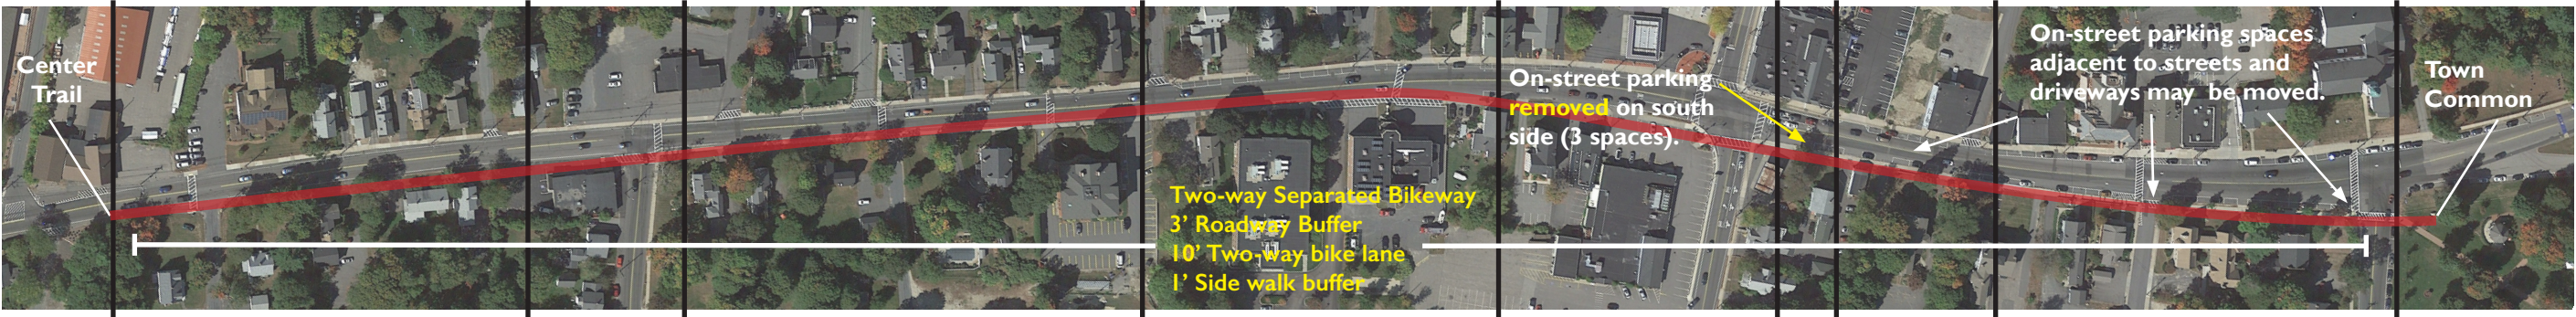 Center
Trail
Two-way Separated Bikeway
3’ Roadway Buffer
10’ Two-way bike lane
1’ Side walk buffer
On-street parking
removed on south
side (3 spaces).
On-street parking spaces
adjacent to streets and
driveways may be moved.
Town
Common